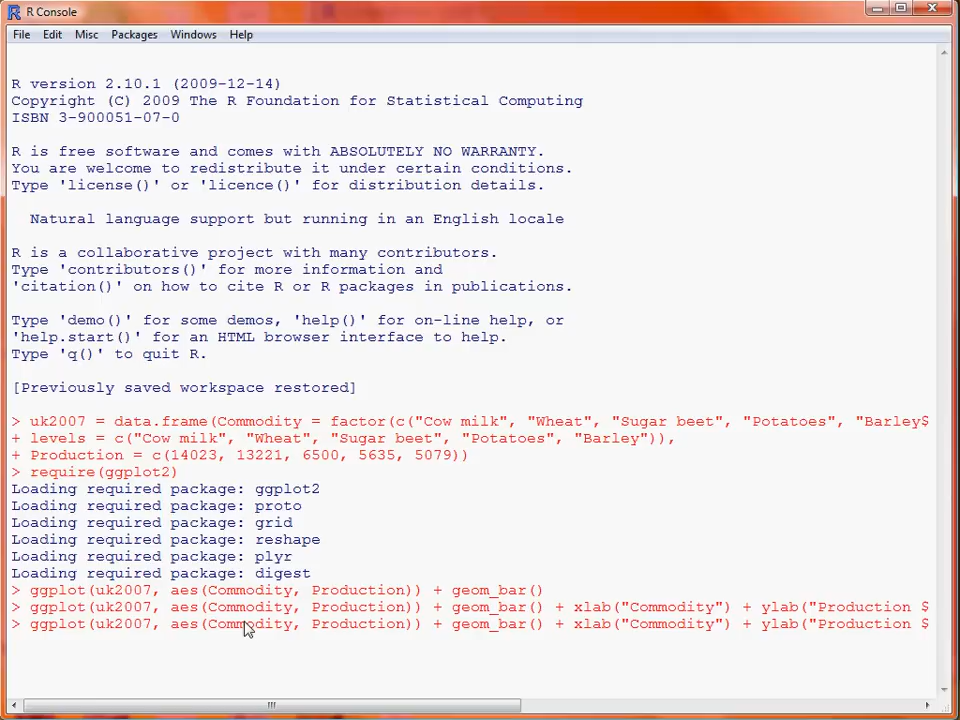 R Console
File Edit Misc Packages Windows Help
R version 2.10.1 (2009-12-14)
Copyright (C) 2009 The R Foundation for Statistical Computing
ISBN 3-900051-07-0
R is free software and comes with ABSOLUTELY NO WARRANTY.
You are welcome to redistribute it under certain conditions.
Type 'license()' or 'licence()' for distribution details.
Natural language support but running in an English locale
R is a collaborative project with many contributors.
Type 'contributors()' for more information and
'citation()' on how to cite R or R packages in publications.
Type 'demo()' for some demos, 'help()' for on-line help, or
'help.start()' for an HTML browser interface to help.
Type 'q()' to quit R.
[Previously saved workspace restored]
> uk2007 = data.frame(Commodity = factor(c("Cow milk", "Wheat", "Sugar beet", "Potatoes", "Barley$
+ levels = c("Cow milk", "Wheat", "Sugar beet", "Potatoes", "Barley")),
+ Production = c(14023, 13221, 6500, 5635, 5079))
> require(ggplot2)
Loading required package: ggplot2
Loading required package: proto
Loading required package: grid
Loading required package: reshape
Loading required package: plyr
Loading required package: digest
> ggplot(uk2007, aes(Commodity, Production)) + geom_bar()
> ggplot(uk2007, aes(Commodity, Production)) + geom_bar() + xlab("Commodity") + ylab("Production $
> ggplot(uk2007, aes(Commodity, Production)) + geom_bar() + xlab("Commodity") + ylab("Production $